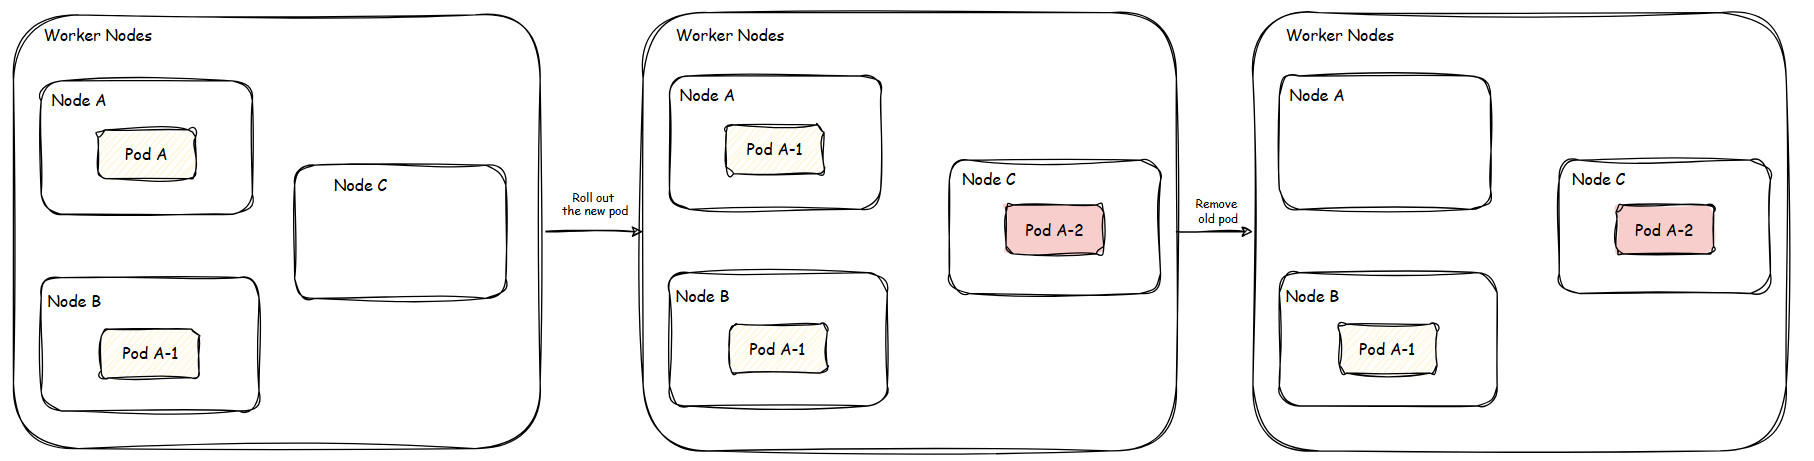 Worker Nodes
Node A
Pod A
Node C
Node B
Pod A-1
Roll out
the new pod
Worker Nodes
Node A
Pod A-1
Node C
Pod A-2
Node B
Pod A-1
Remove
old pod
Worker Nodes
Node A
Node C
Pod A-2
Node B
Pod A-1